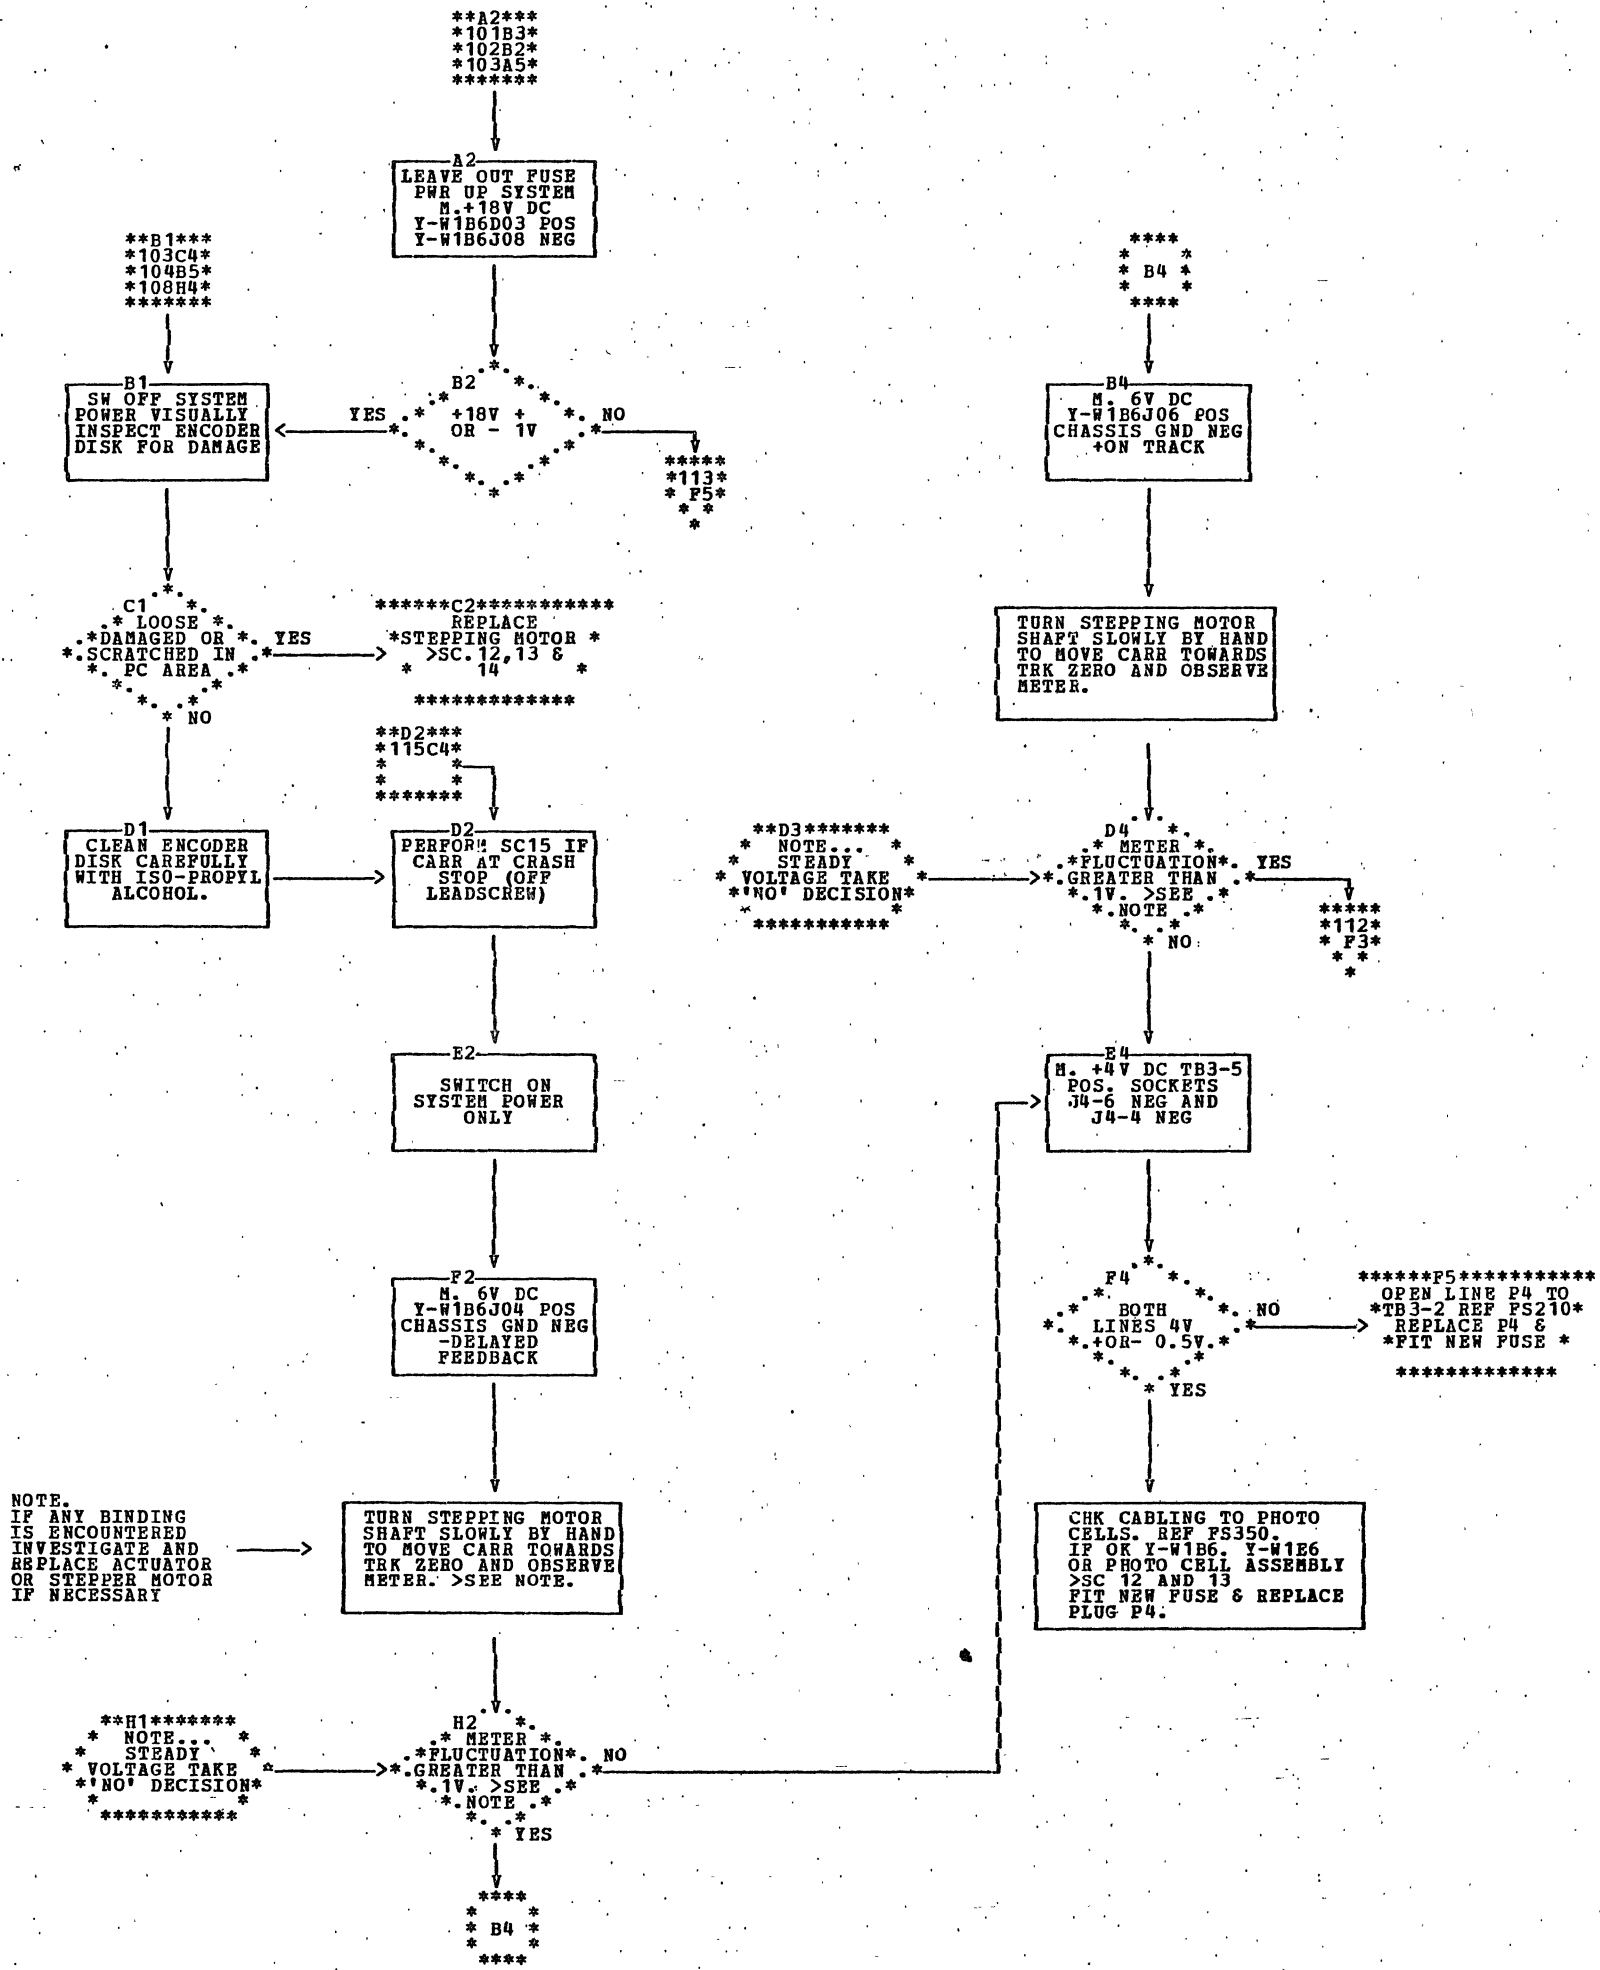 **A2***
*101B3*
*102B2*
*103A5*
*******
A2
LEAVE OUT FUSE
PWR UP SYSTEM
M.+18V DC
Y-W1B6D03 POS
Y-W1B6J08 NEG
**B1***
*103C4*
*104B5*
*108H4*
*******
B1
SW OFF SYSTEM
POWER VISUALLY
INSPECT ENCODER
DISK FOR DAMAGE
B2
+18V +
OR - 1V
YES
NO
*****
*113*
* F5*
* *
*
C1
LOOSE
DAMAGED OR
SCRATCHED IN
PC AREA
YES
NO
******C2***********
REPLACE
*STEPPING MOTOR *
>SC.12,13 &
* 14 *
*************
**D2***
*115C4*
* *
* *
*******
D1
CLEAN ENCODER
DISK CAREFULLY
WITH ISO-PROPYL
ALCOHOL.
D2
PERFORM SC15 IF
CARR AT CRASH
STOP (OFF
LEADSCREW)
E2
SWITCH ON
SYSTEM POWER
ONLY
F2
M. 6V DC
Y-W1B6J04 POS
CHASSIS GND NEG
-DELAYED
FEEDBACK
NOTE.
IF ANY BINDING
IS ENCOUNTERED
INVESTIGATE AND
REPLACE ACTUATOR
OR STEPPER MOTOR
IF NECESSARY
TURN STEPPING MOTOR
SHAFT SLOWLY BY HAND
TO MOVE CARR TOWARDS
TRK ZERO AND OBSERVE
METER. >SEE NOTE.
**H1*******
* NOTE... *
* STEADY *
* VOLTAGE TAKE *
*'NO' DECISION*
* *
***********
H2
METER
FLUCTUATION
GREATER THAN
1V. >SEE
NOTE
NO
YES
****
* *
* B4 *
* *
****
****
* *
* B4 *
* *
****
B4
M. 6V DC
Y-W1B6J06 POS
CHASSIS GND NEG
+ON TRACK
TURN STEPPING MOTOR
SHAFT SLOWLY BY HAND
TO MOVE CARR TOWARDS
TRK ZERO AND OBSERVE
METER.
**D3*******
* NOTE... *
* STEADY *
* VOLTAGE TAKE *
*'NO' DECISION*
* *
***********
D4
METER
FLUCTUATION
GREATER THAN
1V. >SEE
NOTE
YES
NO
*****
*112*
* F3*
* *
*
E4
M. +4V DC TB3-5
POS. SOCKETS
J4-6 NEG AND
J4-4 NEG
F4
BOTH
LINES 4V
+OR- 0.5V
NO
YES
******F5***********
OPEN LINE P4 TO
*TB3-2 REF FS210*
REPLACE P4 &
*FIT NEW FUSE *
*************
CHK CABLING TO PHOTO
CELLS. REF FS350.
IF OK Y-W1B6. Y-W1E6
OR PHOTO CELL ASSEMBLY
>SC 12 AND 13
FIT NEW FUSE & REPLACE
PLUG P4.